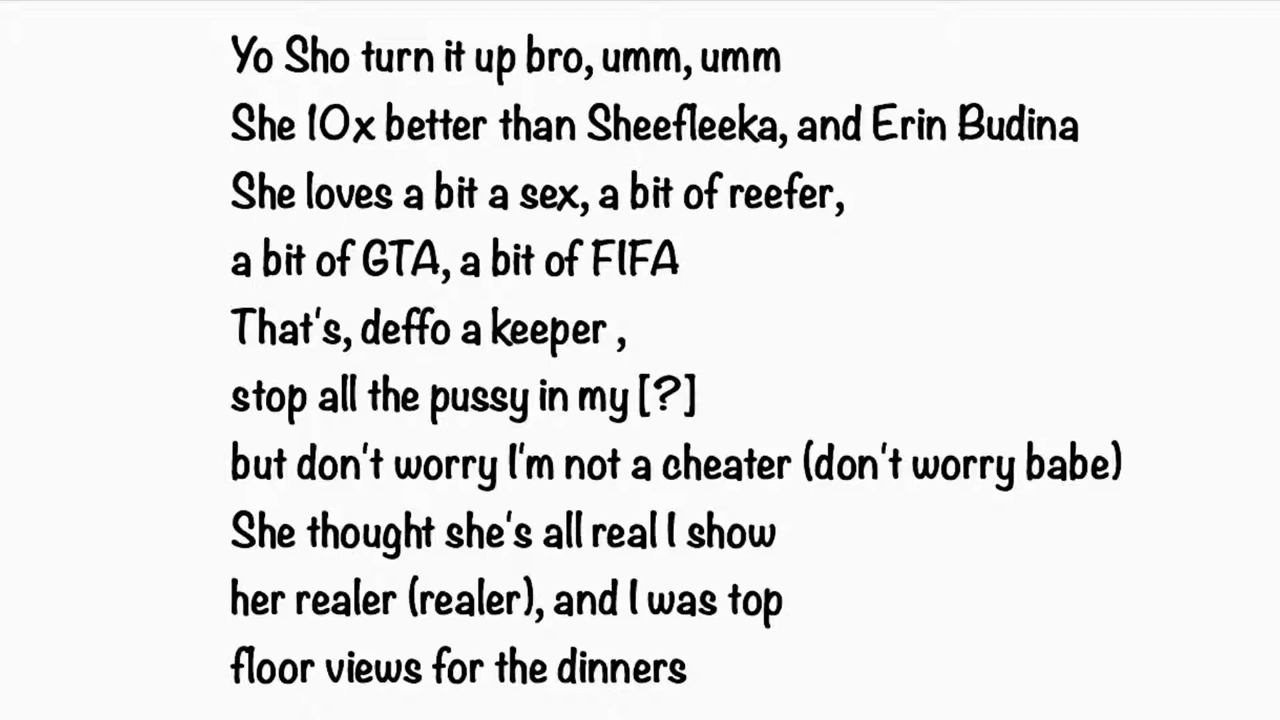 Yo Sho turn it up bro, umm, umm
She 10x better than Sheefleeka, and Erin Budina
She loves a bit a sex, a bit of reefer,
a bit of GTA, a bit of FIFA
That's, deffo a keeper ,
stop all the pussy in my [?]
but don't worry I'm not a cheater (don't worry babe)
She thought she's all real I show
her realer (realer), and I was top
floor views for the dinners